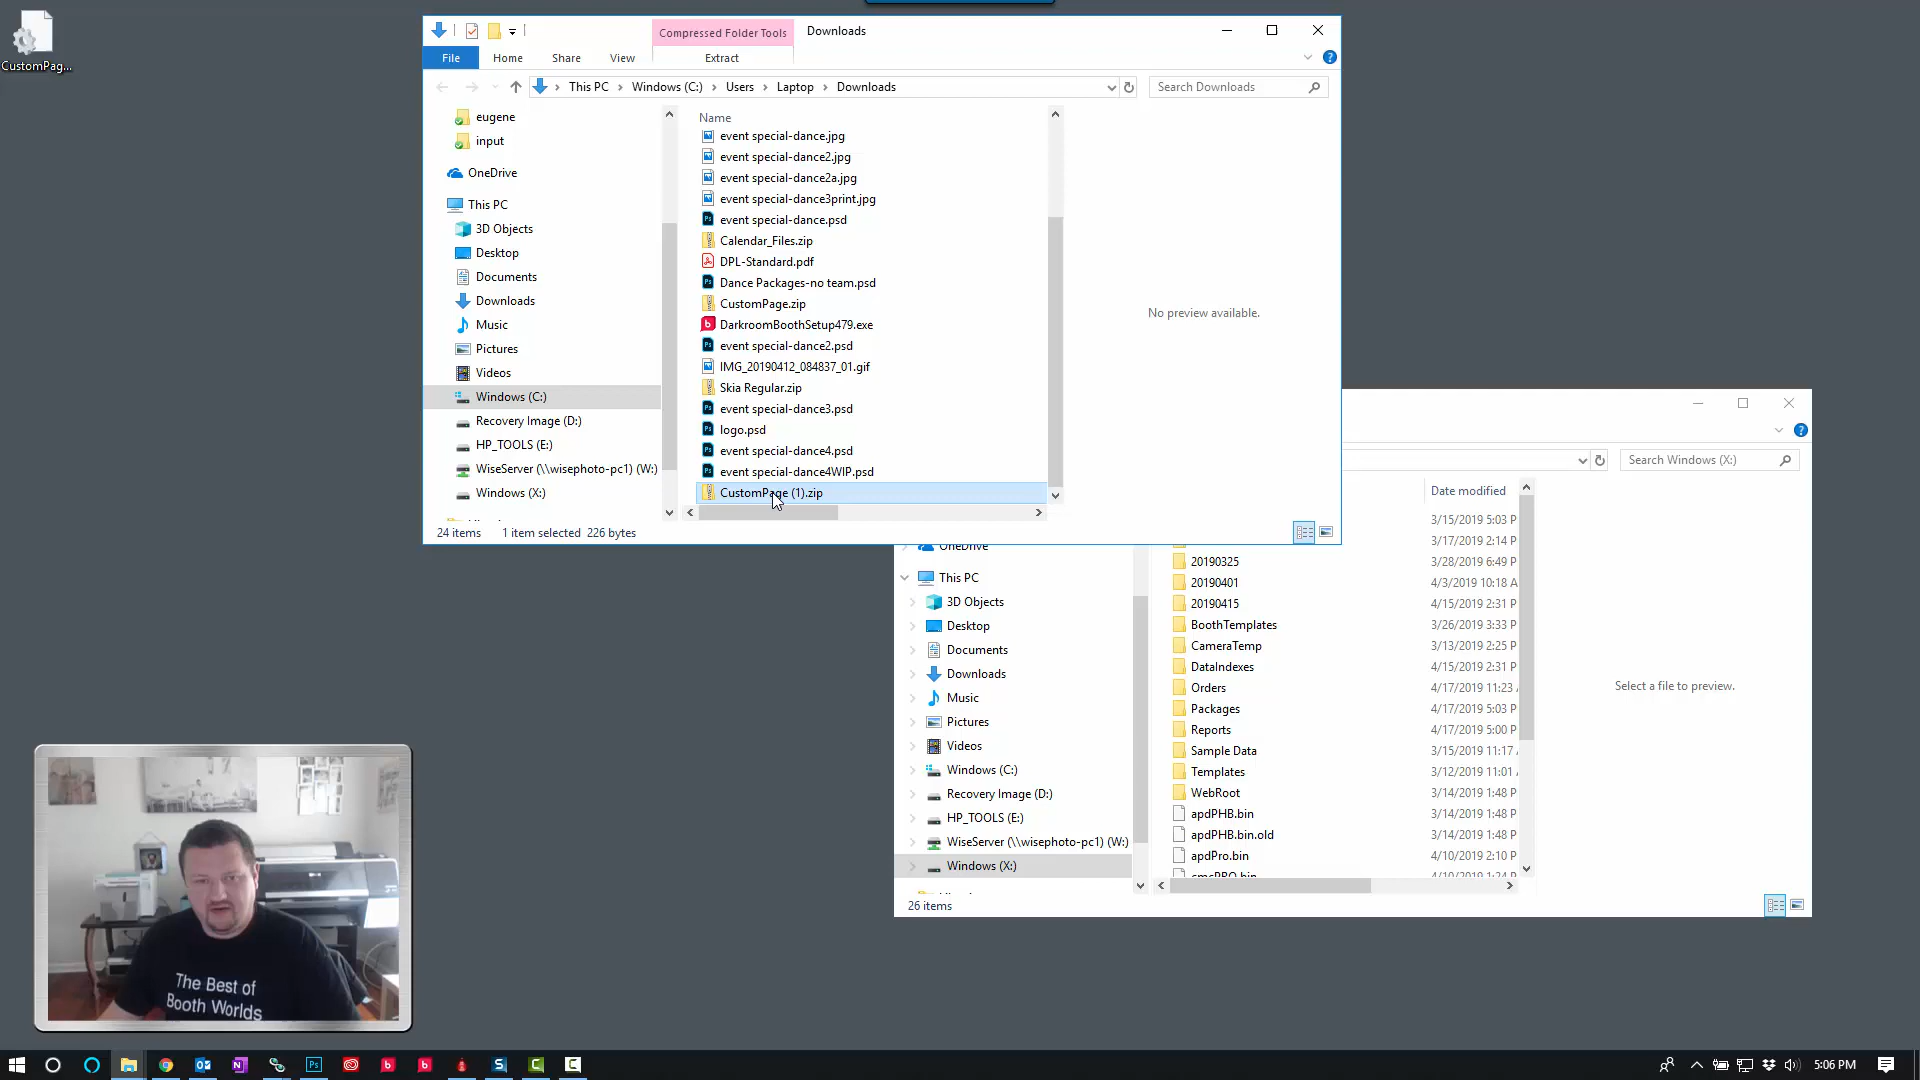 CustomPag...
Compressed Folder Tools
Downloads
File
Home
Share
View
Extract
This PC
Windows (C:)
Users
Laptop
Downloads
Search Downloads
eugene
input
OneDrive
This PC
3D Objects
Desktop
Documents
Downloads
Music
Pictures
Videos
Windows (C:)
Recovery Image (D:)
HP_TOOLS (E:)
WiseServer (\\wisephoto-pc1) (W:)
Windows (X:)
Name
event special-dance.jpg
event special-dance2.jpg
event special-dance2a.jpg
event special-dance3print.jpg
event special-dance.psd
Calendar_Files.zip
DPL-Standard.pdf
Dance Packages-no team.psd
CustomPage.zip
DarkroomBoothSetup479.exe
event special-dance2.psd
IMG_20190412_084837_01.gif
Skia Regular.zip
event special-dance3.psd
logo.psd
event special-dance4.psd
event special-dance4WIP.psd
CustomPage (1).zip
No preview available.
24 items
1 item selected 226 bytes
Search Windows (X:)
Date modified
3/15/2019 5:03 P
3/17/2019 2:14 P
20190325 3/28/2019 6:49 P
20190401 4/3/2019 10:18 A
20190415 4/15/2019 2:31 P
BoothTemplates 3/26/2019 3:33 P
CameraTemp 3/13/2019 2:25 P
DataIndexes 4/15/2019 2:31 P
Orders 4/17/2019 11:23
Packages 4/17/2019 5:03 P
Reports 4/17/2019 5:00 P
Sample Data 3/15/2019 11:17
Templates 3/12/2019 11:01
WebRoot 3/14/2019 1:48 P
apdPHB.bin 3/14/2019 1:48 P
apdPHB.bin.old 3/14/2019 1:48 P
apdPro.bin 4/10/2019 2:10 P
OneDrive
This PC
3D Objects
Desktop
Documents
Downloads
Music
Pictures
Videos
Windows (C:)
Recovery Image (D:)
HP_TOOLS (E:)
WiseServer (\\wisephoto-pc1) (W:)
Windows (X:)
Select a file to preview.
26 items
The Best of
Booth Worlds
5:06 PM